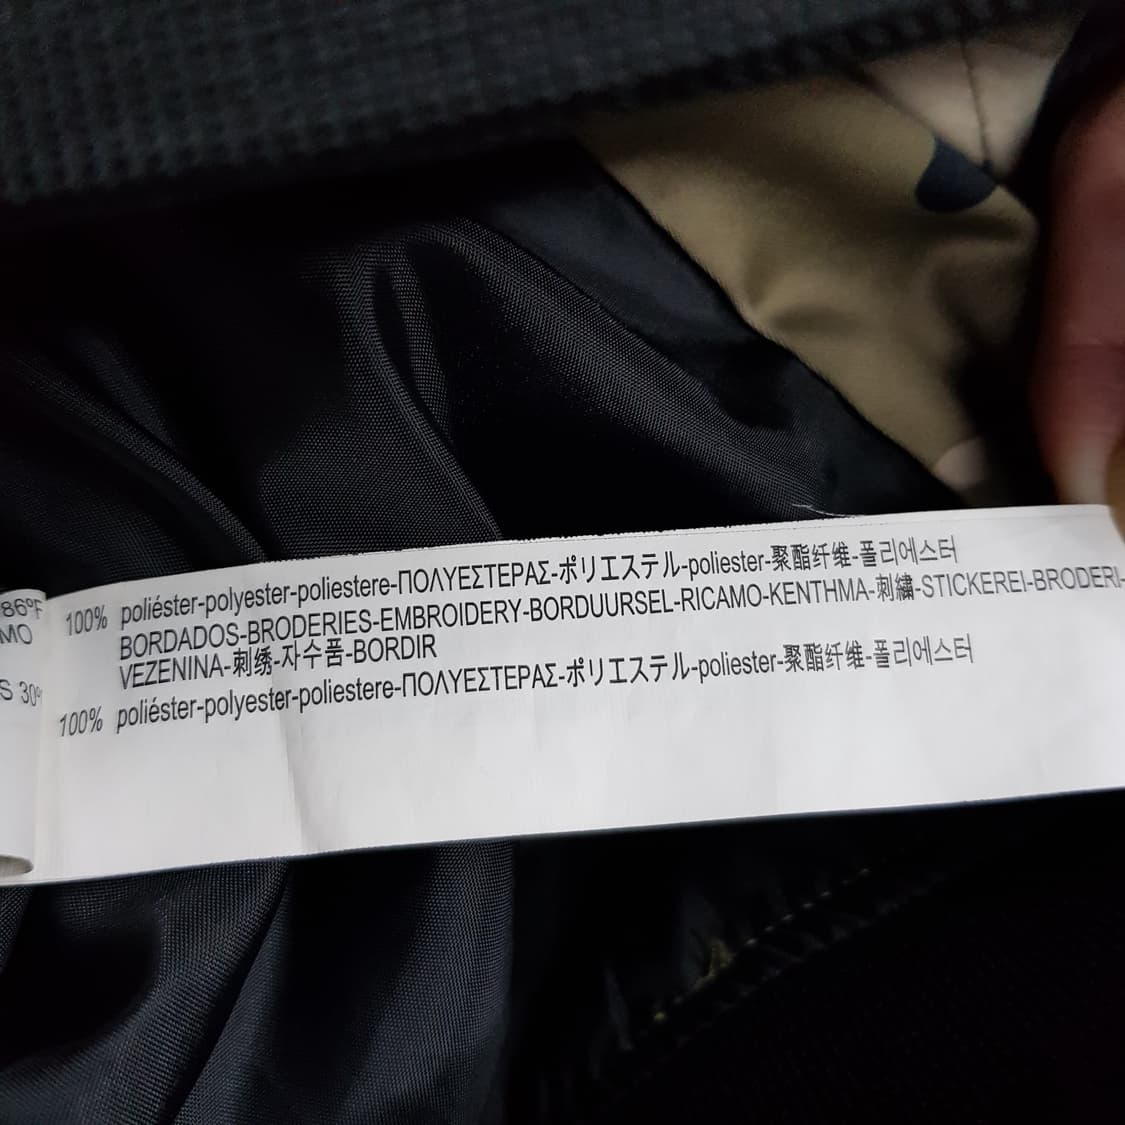 86°F
MO
S 30°
100% poliéster-polyester-poliestere-ΠΟΛΥΕΣΤΕΡΑΣ-ポリエステル-poliester-聚酯纤维-폴리에스터
BORDADOS-BRODERIES-EMBROIDERY-BORDUURSEL-RICAMO-KENTHMA-刺繍-STICKEREI-BRODERI-
VEZENINA-刺绣-자수품-BORDIR
100% poliéster-polyester-poliestere-ΠΟΛΥΕΣΤΕΡΑΣ-ポリエステル-poliester-聚酯纤维-폴리에스터